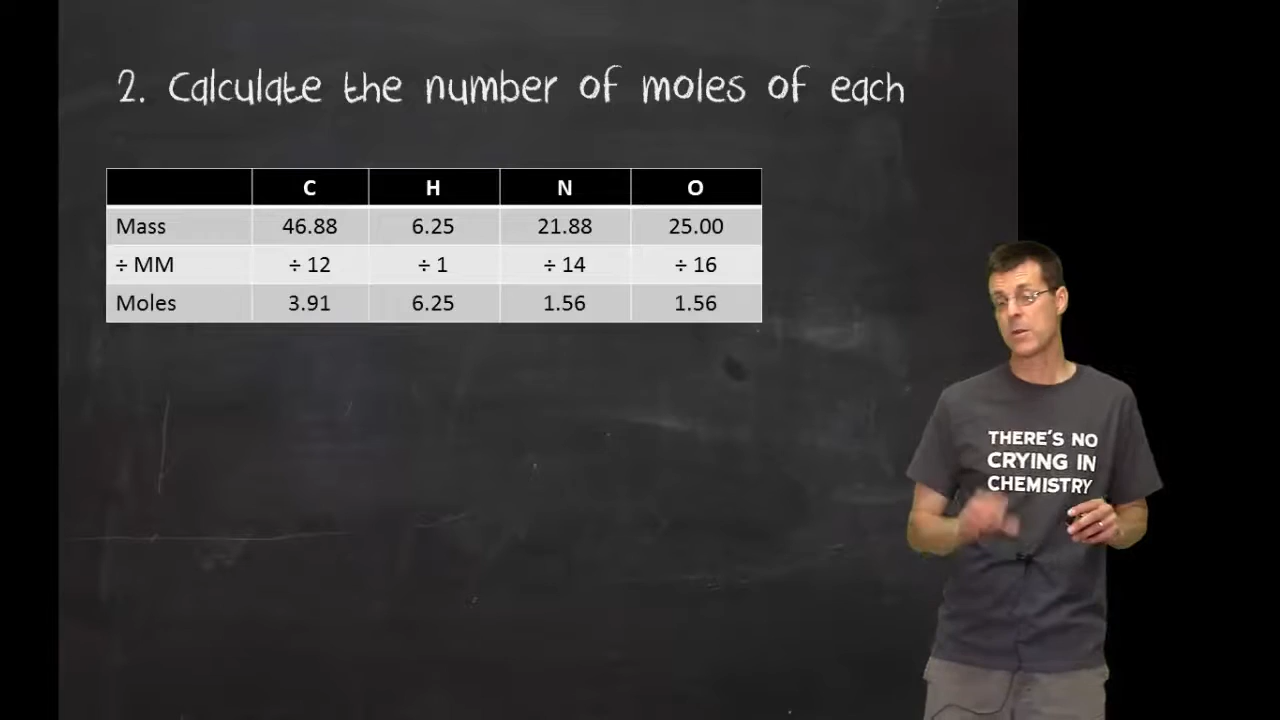 2. Calculate the number of moles of each
C H N O
Mass 46.88 6.25 21.88 25.00
÷ MM ÷ 12 ÷ 1 ÷ 14 ÷ 16
Moles 3.91 6.25 1.56 1.56
THERE'S NO
CRYING IN
CHEMISTRY